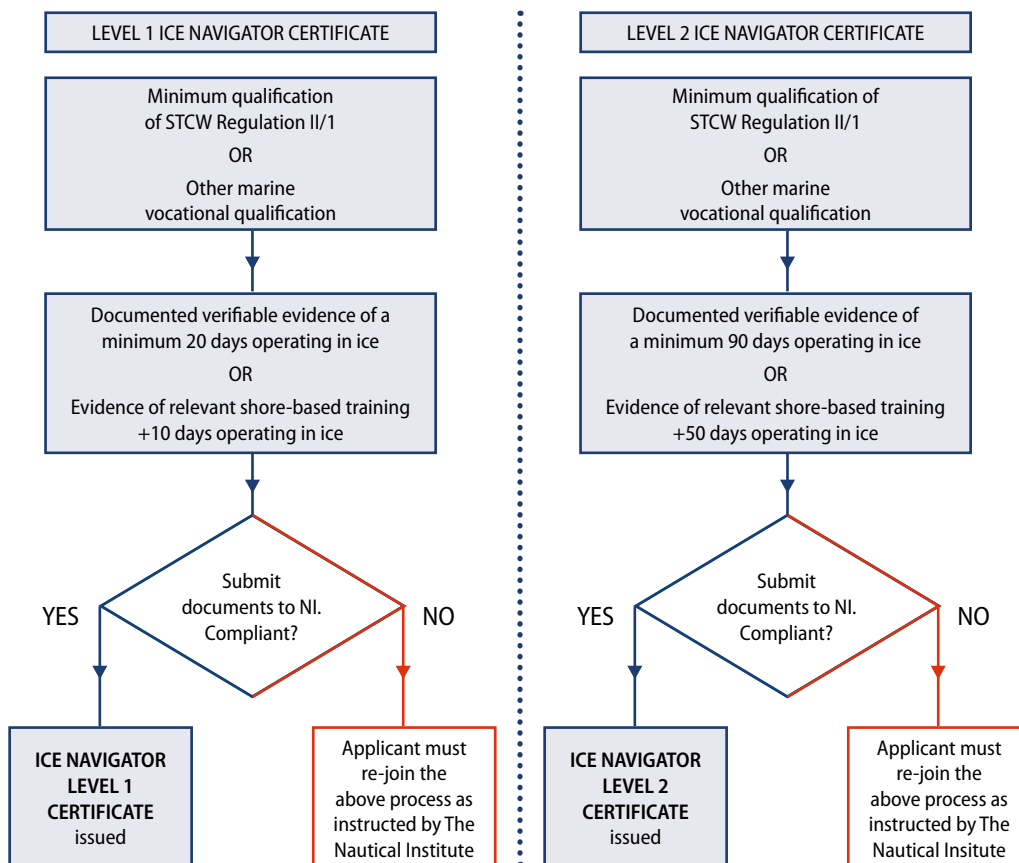 LEVEL 1 ICE NAVIGATOR CERTIFICATE
Minimum qualification
of STCW Regulation II/1
OR
Other marine
vocational qualification
Documented verifiable evidence of a
minimum 20 days operating in ice
OR
Evidence of relevant shore-based training
+10 days operating in ice
Submit
documents to NI.
Compliant?
YES
NO
ICE NAVIGATOR
LEVEL 1
CERTIFICATE
issued
Applicant must
re-join the
above process as
instructed by The
Nautical Institute
LEVEL 2 ICE NAVIGATOR CERTIFICATE
Minimum qualification of
STCW Regulation II/1
OR
Other marine
vocational qualification
Documented verifiable evidence of
a minimum 90 days operating in ice
OR
Evidence of relevant shore-based training
+50 days operating in ice
Submit
documents to NI.
Compliant?
YES
NO
ICE NAVIGATOR
LEVEL 2
CERTIFICATE
issued
Applicant must
re-join the
above process as
instructed by The
Nautical Insitute